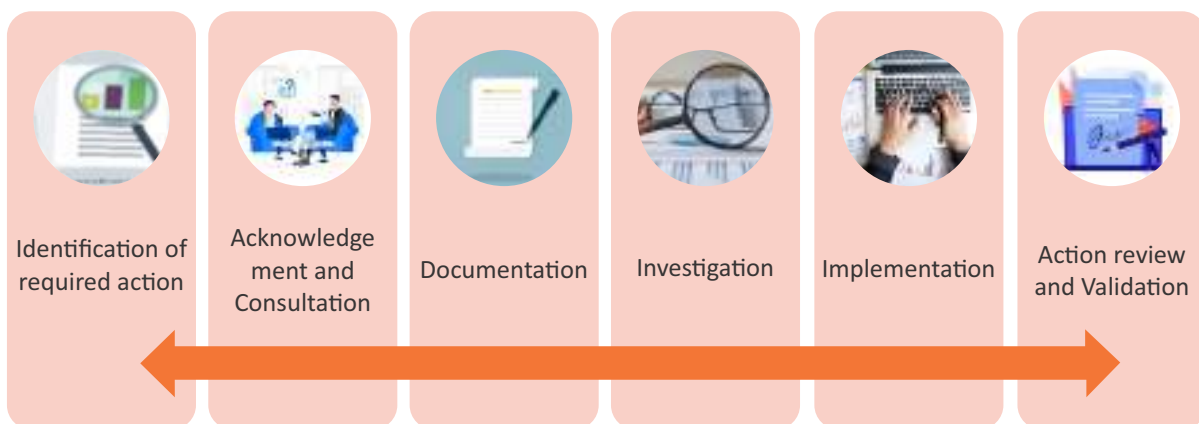 Identification of
required action
Acknowledge
ment and
Consultation
Documentation
Investigation
Implementation
Action review
and Validation